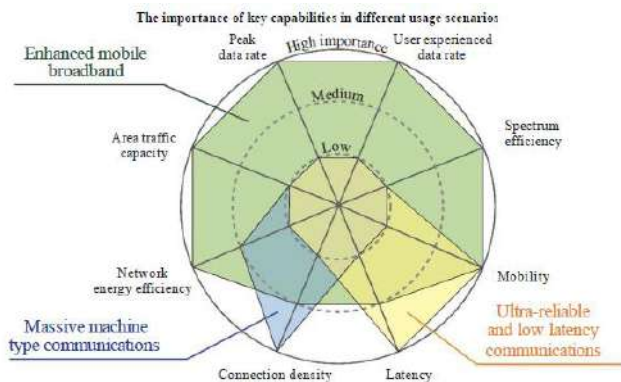 The importance of key capabilities in different usage scenarios
Peak
data rate
High importance
User experienced
data rate
Enhanced mobile
broadband
Medium
Area traffic
capacity
Low
Spectrum
efficiency
Network
energy efficiency
Mobility
Massive machine
type communications
Ultra-reliable
and low latency
communications
Connection density
Latency